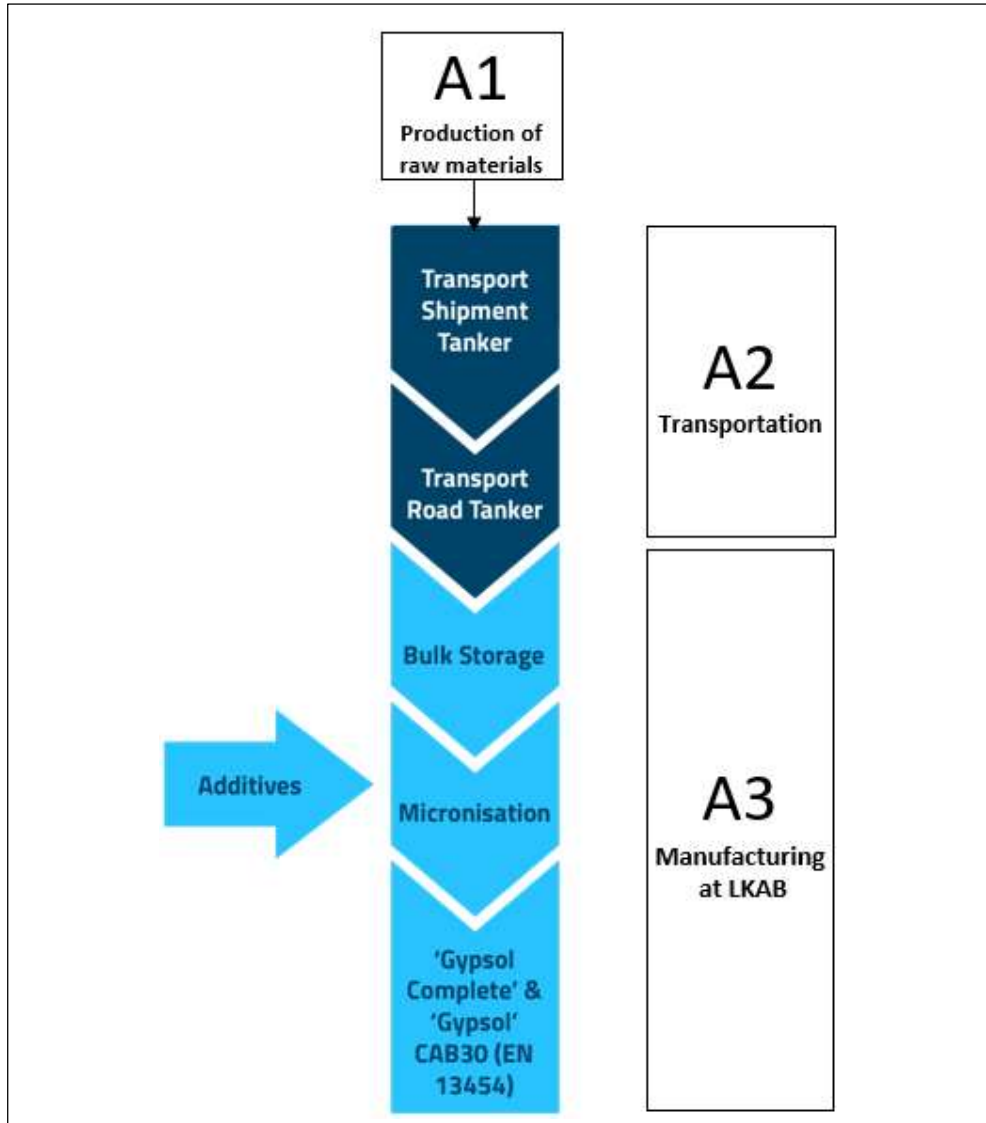 A1
Production of
raw materials
Transport
Shipment
Tanker
A2
Transportation
Transport
Road Tanker
Bulk Storage
Additives
Micronisation
A3
Manufacturing
at LKAB
‘Gypsol
Complete’ &
‘Gypsol‘
CAB30 (EN
13454)